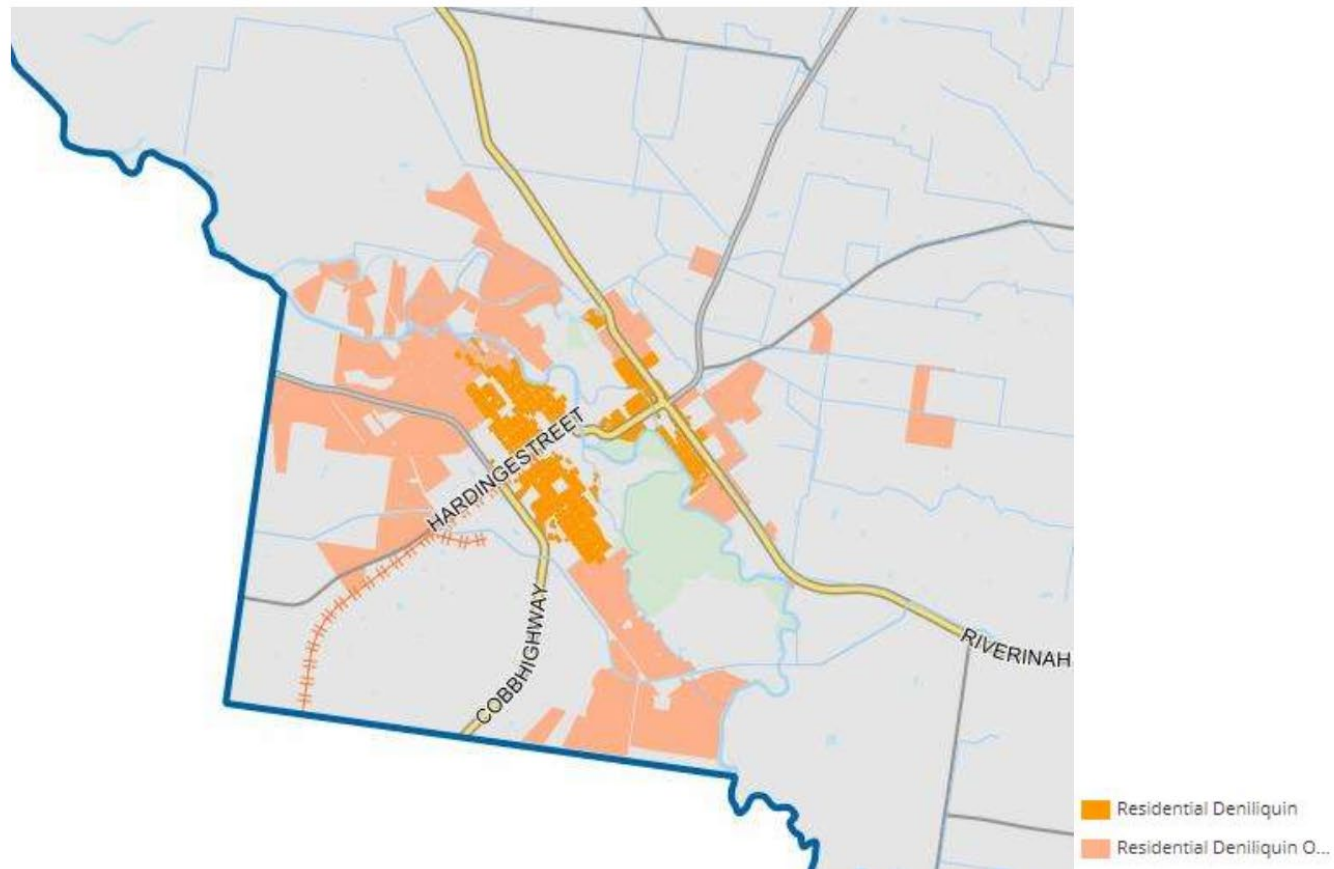 HARDINGESTREET
COBBHIGHWAY
RIVERINAH
Residential Deniliquin
Residential Deniliquin O...